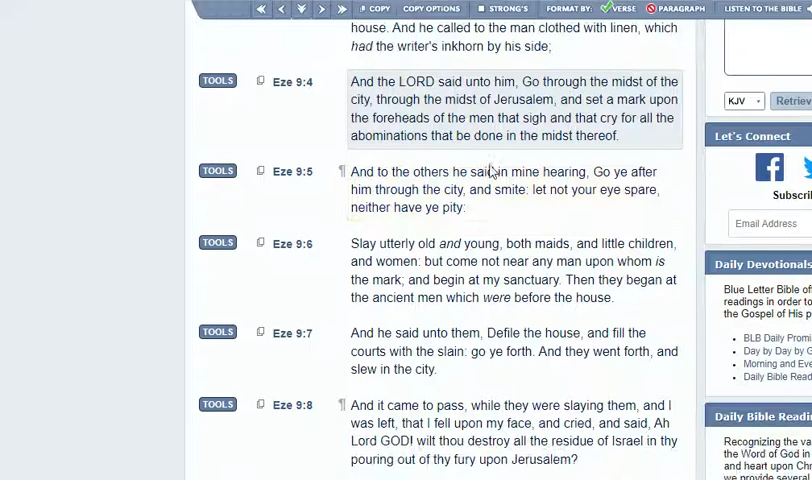 COPY COPY OPTIONS STRONG'S FORMAT BY: VERSE PARAGRAPH LISTEN TO THE BIBLE
house. And he called to the man clothed with linen, which
had the writer's inkhorn by his side;
TOOLS Eze 9:4 And the LORD said unto him, Go through the midst of the
city, through the midst of Jerusalem, and set a mark upon
the foreheads of the men that sigh and that cry for all the
abominations that be done in the midst thereof.
TOOLS Eze 9:5 ¶ And to the others he said in mine hearing, Go ye after
him through the city, and smite: let not your eye spare,
neither have ye pity:
TOOLS Eze 9:6 Slay utterly old and young, both maids, and little children,
and women: but come not near any man upon whom is
the mark; and begin at my sanctuary. Then they began at
the ancient men which were before the house.
TOOLS Eze 9:7 And he said unto them, Defile the house, and fill the
courts with the slain: go ye forth. And they went forth, and
slew in the city.
TOOLS Eze 9:8 ¶ And it came to pass, while they were slaying them, and I
was left, that I fell upon my face, and cried, and said, Ah
Lord GOD! wilt thou destroy all the residue of Israel in thy
pouring out of thy fury upon Jerusalem?
KJV Retriev
Let's Connect
Subscri
Email Address
Daily Devotionals
Blue Letter Bible of
readings in order to
the Gospel of His p
BLB Daily Promi
Day by Day by G
Morning and Eve
Daily Bible Read
Daily Bible Readi
Recognizing the va
the Word of God in
and heart upon Chr
we provide several